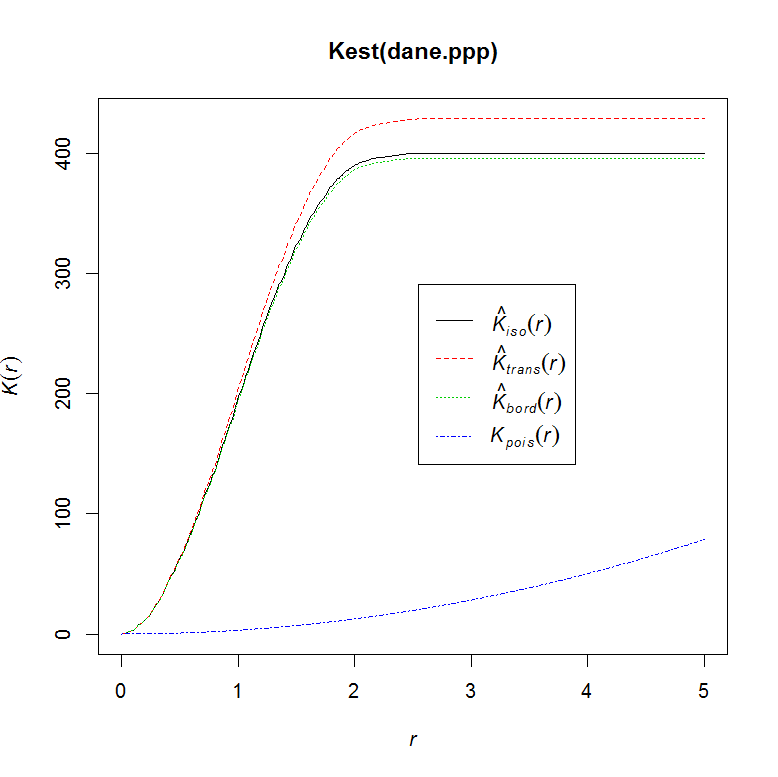 Kest(dane.ppp)
400
300
200
100
0
K(r)
K̂iso(r)
K̂trans(r)
K̂bord(r)
Kpois(r)
0 1 2 3 4 5
r